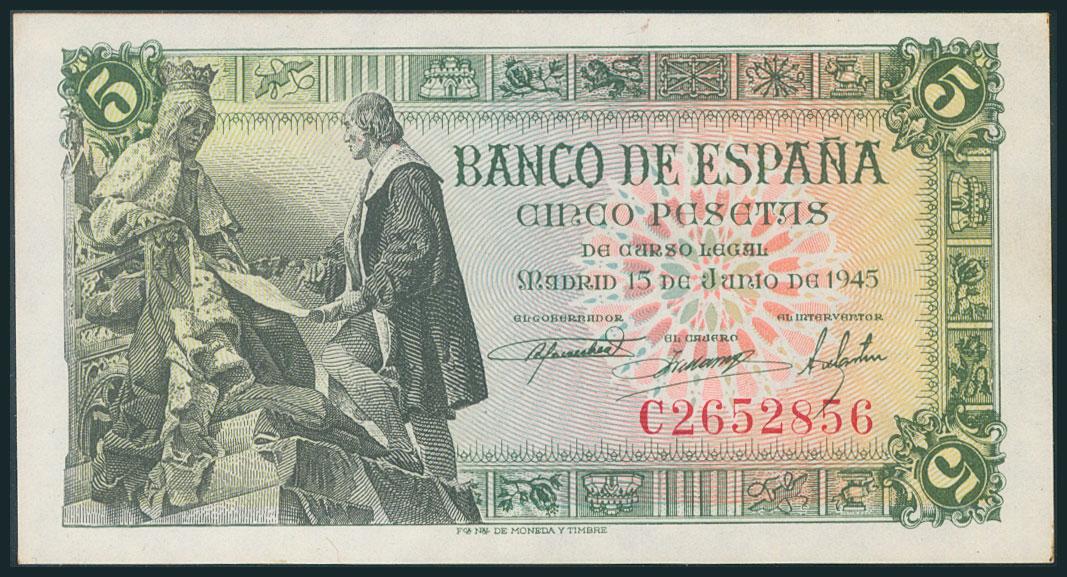 5
5
BANCO DE ESPAÑA
CINCO PESETAS
DE CURSO LEGAL
MADRID 15 DE JUNIO DE 1945
EL GOBERNADOR
EL INTERVENTOR
EL CAJERO
C2652856
5
FCA NAL DE MONEDA Y TIMBRE